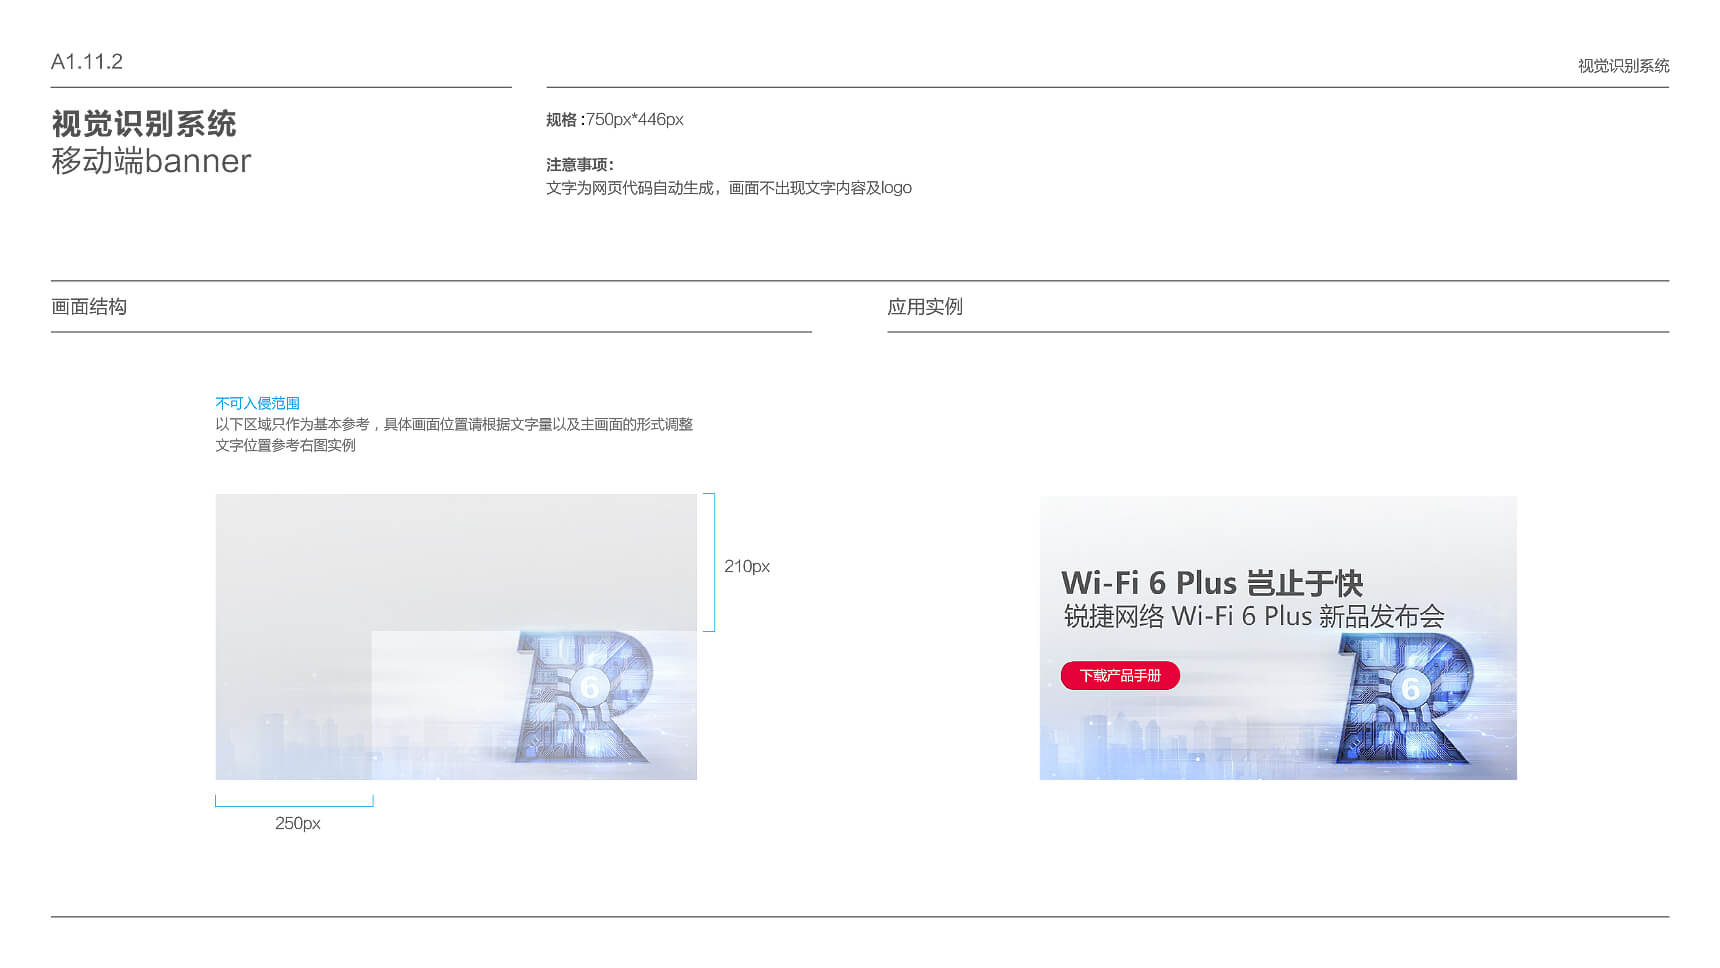 A1.11.2
视觉识别系统
视觉识别系统
移动端banner
规格 :750px*446px
注意事项：
文字为网页代码自动生成，画面不出现文字内容及logo
画面结构
应用实例
不可入侵范围
以下区域只作为基本参考，具体画面位置请根据文字量以及主画面的形式调整
文字位置参考右图实例
210px
6
250px
Wi-Fi 6 Plus 岂止于快
锐捷网络 Wi-Fi 6 Plus 新品发布会
下载产品手册
6